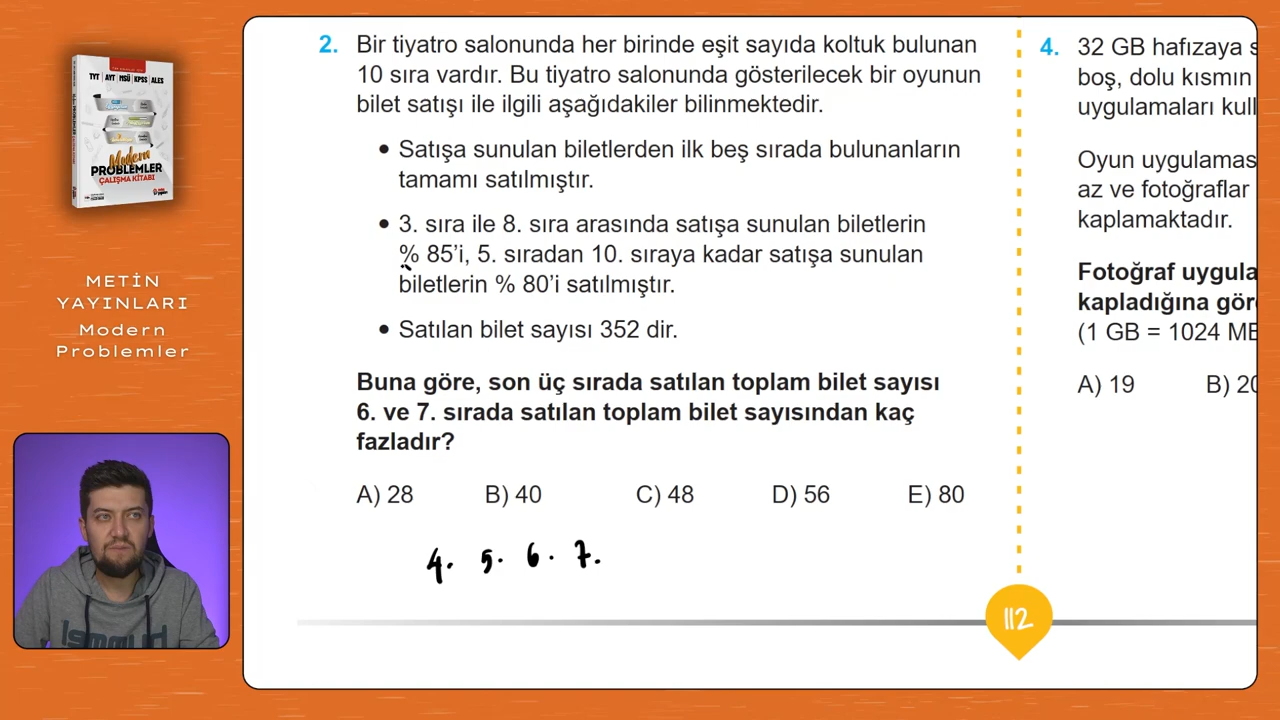 TYT AYT MSÜ KPSS ALES
Modern
PROBLEMLER
ÇALIŞMA KİTABI
METİN
YAYINLARI
Modern
Problemler
2. Bir tiyatro salonunda her birinde eşit sayıda koltuk bulunan
10 sıra vardır. Bu tiyatro salonunda gösterilecek bir oyunun
bilet satışı ile ilgili aşağıdakiler bilinmektedir.
• Satışa sunulan biletlerden ilk beş sırada bulunanların
tamamı satılmıştır.
• 3. sıra ile 8. sıra arasında satışa sunulan biletlerin
% 85'i, 5. sıradan 10. sıraya kadar satışa sunulan
biletlerin % 80'i satılmıştır.
• Satılan bilet sayısı 352 dir.
Buna göre, son üç sırada satılan toplam bilet sayısı
6. ve 7. sırada satılan toplam bilet sayısından kaç
fazladır?
A) 28 B) 40 C) 48 D) 56 E) 80
4. 5. 6. 7.
112
4. 32 GB hafızaya s
boş, dolu kısmın
uygulamaları kull
Oyun uygulamas
az ve fotoğraflar
kaplamaktadır.
Fotoğraf uygula
kapladığına gör
(1 GB = 1024 MB
A) 19 B) 20